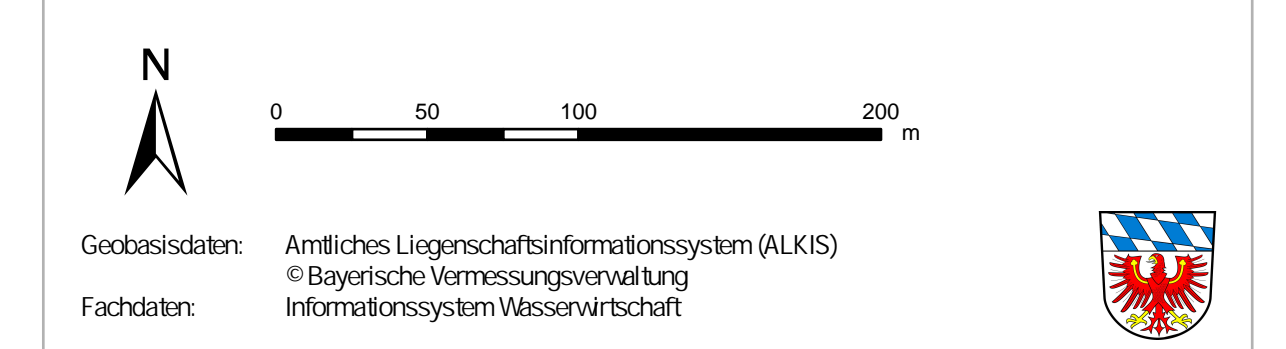 N
0 50 100 200
m
Geobasisdaten: Amtliches Liegenschaftsinformationssystem (ALKIS)
© Bayerische Vermessungsverwaltung
Fachdaten: Informationssystem Wasserwirtschaft